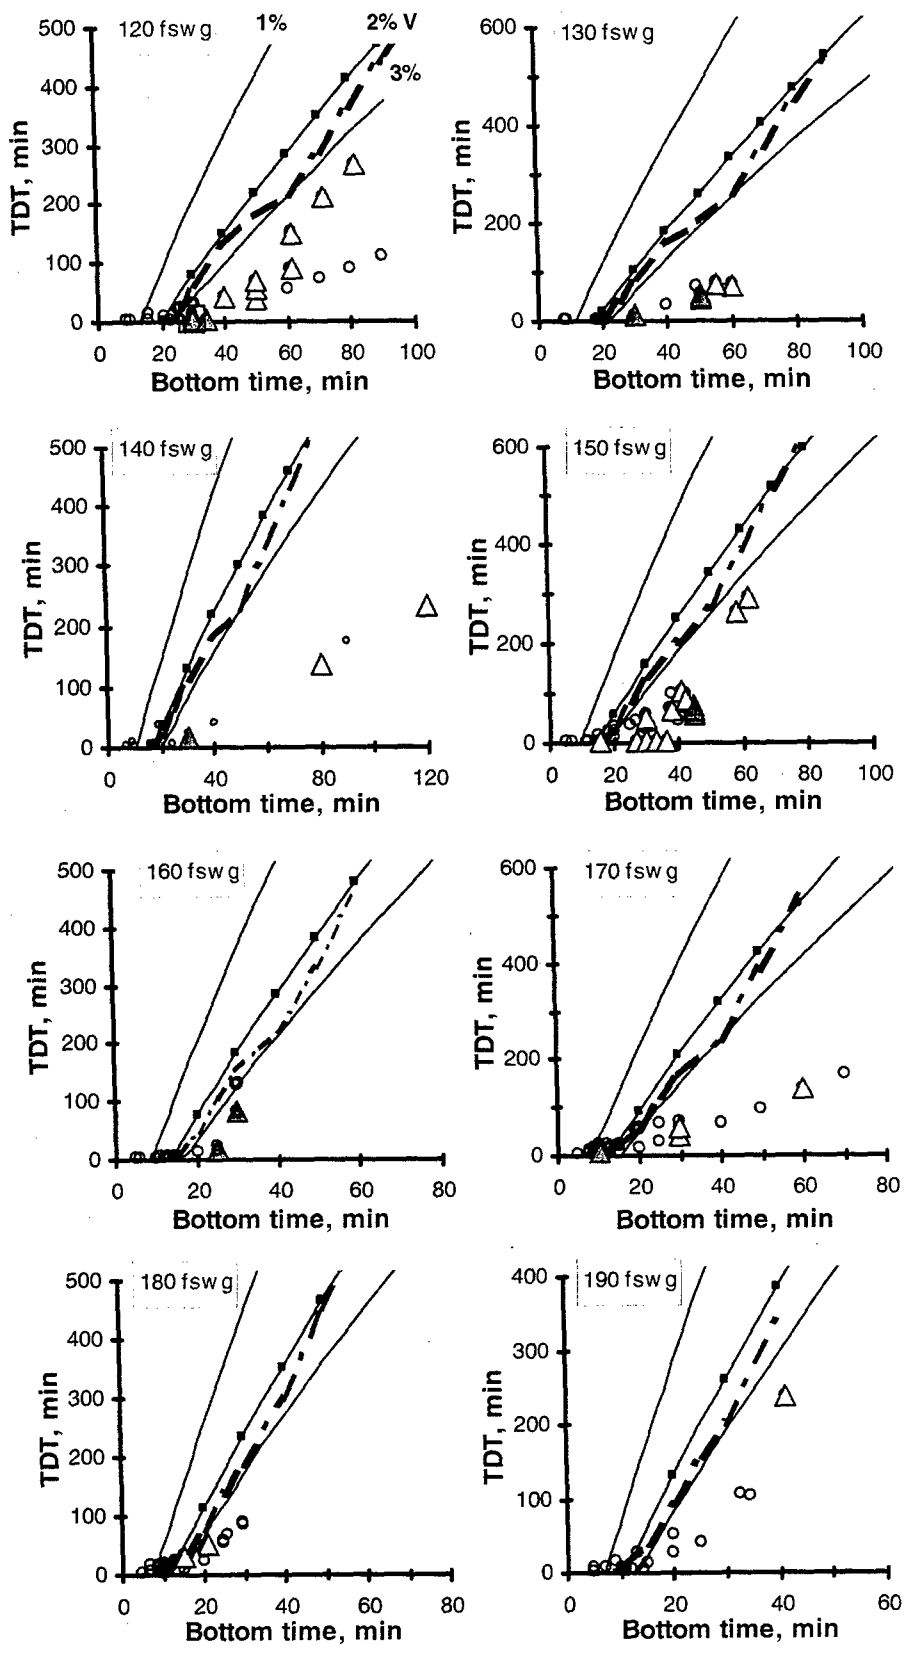 120 fsw g
1%
2% V
3%
500
400
300
200
100
0
TDT, min
0 20 40 60 80 100
Bottom time, min
130 fsw g
600
400
200
0
TDT, min
0 20 40 60 80 100
Bottom time, min
140 fsw g
500
400
300
200
100
0
TDT, min
0 40 80 120
Bottom time, min
150 fsw g
600
400
200
0
TDT, min
0 20 40 60 80 100
Bottom time, min
160 fsw g
500
400
300
200
100
0
TDT, min
0 20 40 60 80
Bottom time, min
170 fsw g
600
400
200
0
TDT, min
0 20 40 60 80
Bottom time, min
180 fsw g
500
400
300
200
100
0
TDT, min
0 20 40 60 80
Bottom time, min
190 fsw g
400
300
200
100
0
TDT, min
0 20 40 60
Bottom time, min